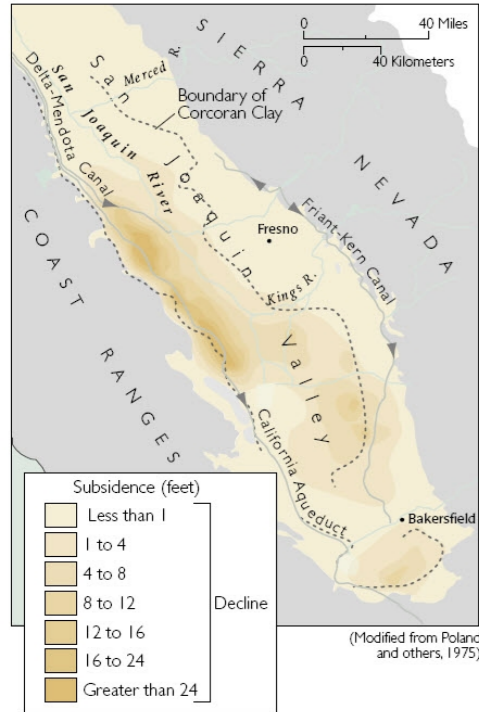 0 40 Miles
0 40 Kilometers
SIERRA
NEVADA
San Joaquin Valley
Merced R.
Boundary of
Corcoran Clay
Delta-Mendota Canal
San Joaquin River
Friant-Kern Canal
Fresno
Kings R.
COAST RANGES
California Aqueduct
Bakersfield
Subsidence (feet)
Less than 1
1 to 4
4 to 8
8 to 12
12 to 16
16 to 24
Greater than 24
Decline
(Modified from Poland
and others, 1975)